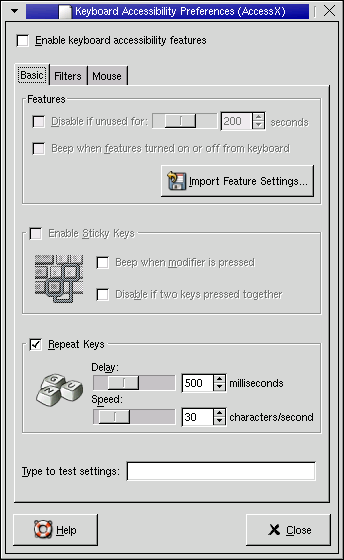 Keyboard Accessibility Preferences (AccessX)
Enable keyboard accessibility features
Basic Filters Mouse
Features
Disable if unused for: 200 seconds
Beep when features turned on or off from keyboard
Import Feature Settings...
Enable Sticky Keys
Beep when modifier is pressed
Disable if two keys pressed together
Repeat Keys
Delay:
500 milliseconds
Speed:
30 characters/second
Type to test settings:
Help Close